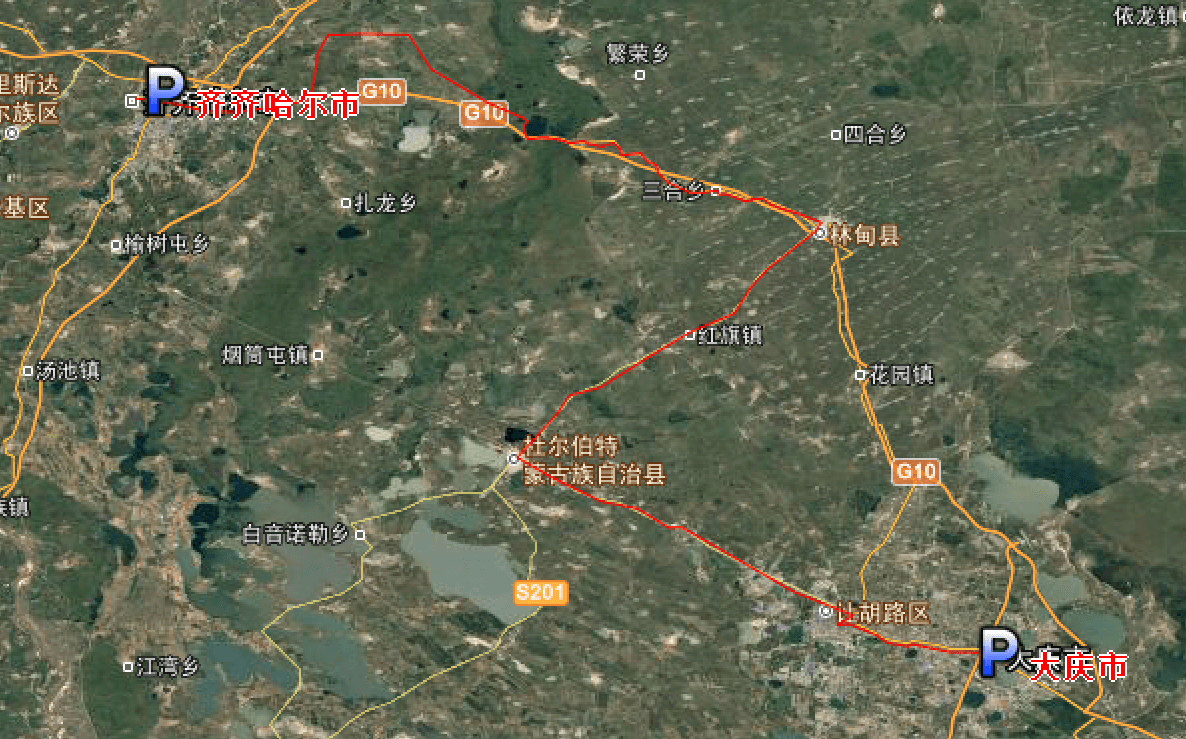 依龙镇
繁荣乡
里斯达
尔族区
P
齐齐哈尔市
G10
G10
四合乡
三合乡
扎龙乡
基区
榆树屯乡
林甸县
红旗镇
烟筒屯镇
汤池镇
花园镇
杜尔伯特
蒙古族自治县
G10
族镇
白音诺勒乡
S201
让胡路区
P
大庆市
江湾乡